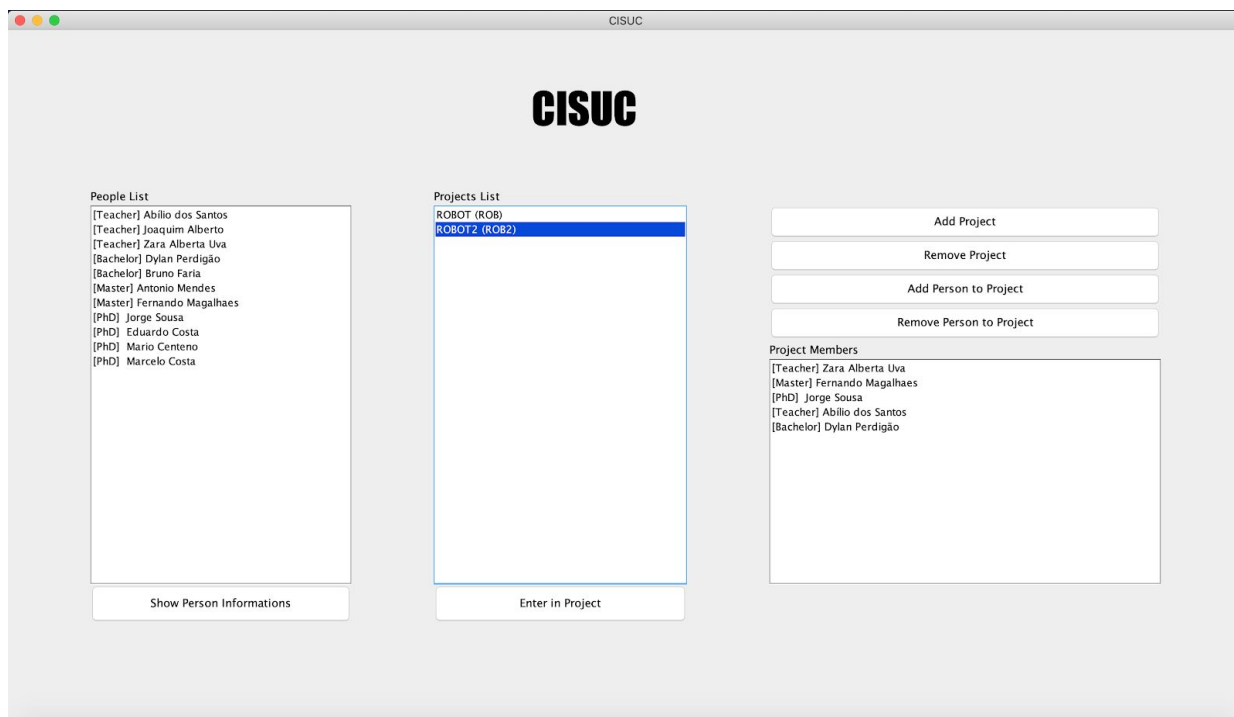 CISUC
CISUC
People List
[Teacher] Abílio dos Santos
[Teacher] Joaquim Alberto
[Teacher] Zara Alberta Uva
[Bachelor] Dylan Perdigão
[Bachelor] Bruno Faria
[Master] Antonio Mendes
[Master] Fernando Magalhaes
[PhD]  Jorge Sousa
[PhD]  Eduardo Costa
[PhD]  Mario Centeno
[PhD]  Marcelo Costa
Show Person Informations
Projects List
ROBOT (ROB)
ROBOT2 (ROB2)
Enter in Project
Add Project
Remove Project
Add Person to Project
Remove Person to Project
Project Members
[Teacher] Zara Alberta Uva
[Master] Fernando Magalhaes
[PhD]  Jorge Sousa
[Teacher] Abílio dos Santos
[Bachelor] Dylan Perdigão